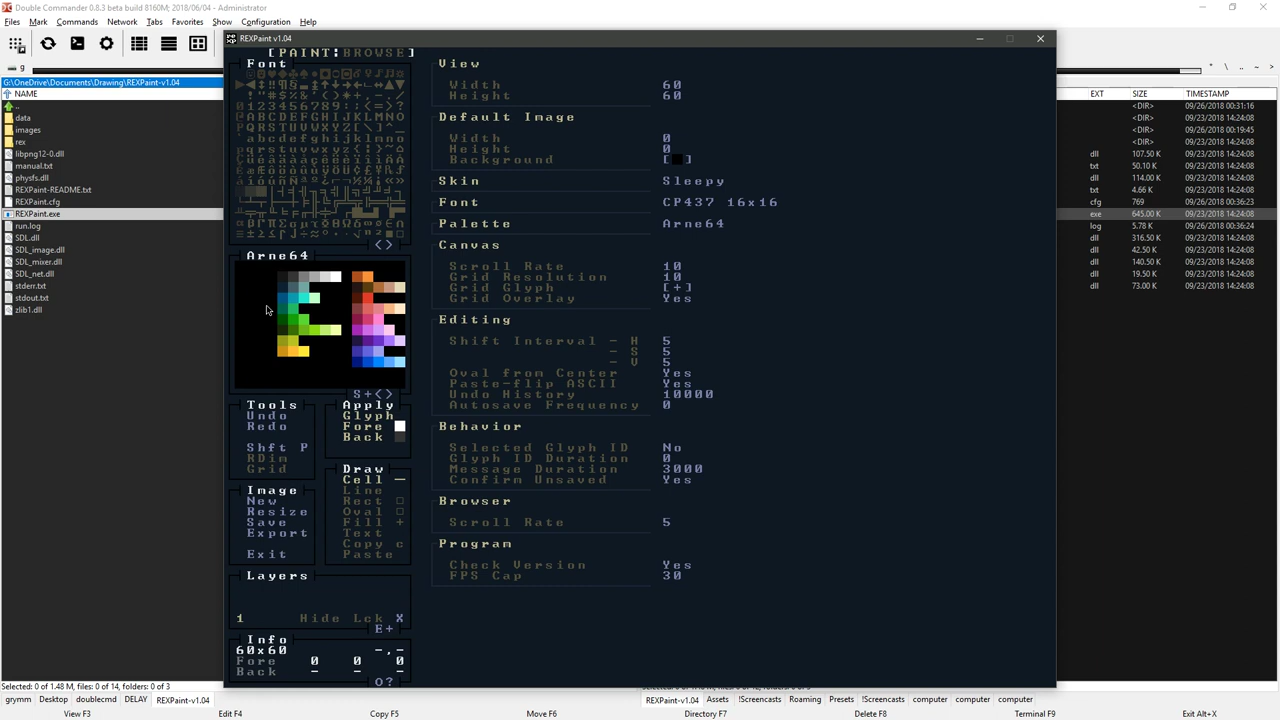 Double Commander 0.8.3 beta build 8160M; 2018/06/04 - Administrator
Files Mark Commands Network Tabs Favorites Show Configuration Help
g
G:\OneDrive\Documents\Drawing\REXPaint-v1.04
NAME
..
data
images
rex
libpng12-0.dll
manual.txt
physfs.dll
REXPaint-README.txt
REXPaint.cfg
REXPaint.exe
run.log
SDL.dll
SDL_image.dll
SDL_mixer.dll
SDL_net.dll
stderr.txt
stdout.txt
zlib1.dll
REXPaint v1.04
[PAINT|BROWSE]
Font
0123456789:;<=>?
@ABCDEFGHIJKLMNO
PQRSTUVWXYZ[\]^_
`abcdefghijklmno
<>
Arne64
S+<>
Tools
Undo
Redo
Shft P
RDim
Grid
Apply
Glyph
Fore
Back
Image
New
Resize
Save
Export
Exit
Draw
Cell
Line
Rect
Oval
Fill +
Text
Copy c
Paste
Layers
1 Hide Lck X
E+
Info
60x60 -,-
Fore 0 0 0
Back - - -
O?
View
Width 60
Height 60
Default Image
Width 0
Height 0
Background [ ]
Skin Sleepy
Font CP437 16x16
Palette Arne64
Canvas
Scroll Rate 10
Grid Resolution 10
Grid Glyph [+]
Grid Overlay Yes
Editing
Shift Interval - H 5
- S 5
- V 5
Oval from Center Yes
Paste-flip ASCII Yes
Undo History 10000
Autosave Frequency 0
Behavior
Selected Glyph ID No
Glyph ID Duration 0
Message Duration 3000
Confirm Unsaved Yes
Browser
Scroll Rate 5
Program
Check Version Yes
FPS Cap 30
* \ .. ~ >
EXT SIZE TIMESTAMP
<DIR> 09/26/2018 00:31:16
<DIR> 09/23/2018 14:24:08
<DIR> 09/26/2018 00:19:45
<DIR> 09/23/2018 14:24:08
dll 107.50 K 09/23/2018 14:24:08
txt 50.10 K 09/23/2018 14:24:08
dll 114.00 K 09/23/2018 14:24:08
txt 4.66 K 09/23/2018 14:24:08
cfg 769 09/26/2018 00:36:23
exe 645.00 K 09/23/2018 14:24:08
log 5.78 K 09/26/2018 00:36:24
dll 316.50 K 09/23/2018 14:24:08
dll 42.50 K 09/23/2018 14:24:08
dll 140.50 K 09/23/2018 14:24:08
dll 19.50 K 09/23/2018 14:24:08
dll 73.00 K 09/23/2018 14:24:08
Selected: 0 of 1.48 M, files: 0 of 14, folders: 0 of 3
grymm Desktop doublecmd DELAY REXPaint-v1.04
REXPaint-v1.04 Assets !Screencasts Roaming Presets !Screencasts computer computer computer
View F3 Edit F4 Copy F5 Move F6 Directory F7 Delete F8 Terminal F9 Exit Alt+X